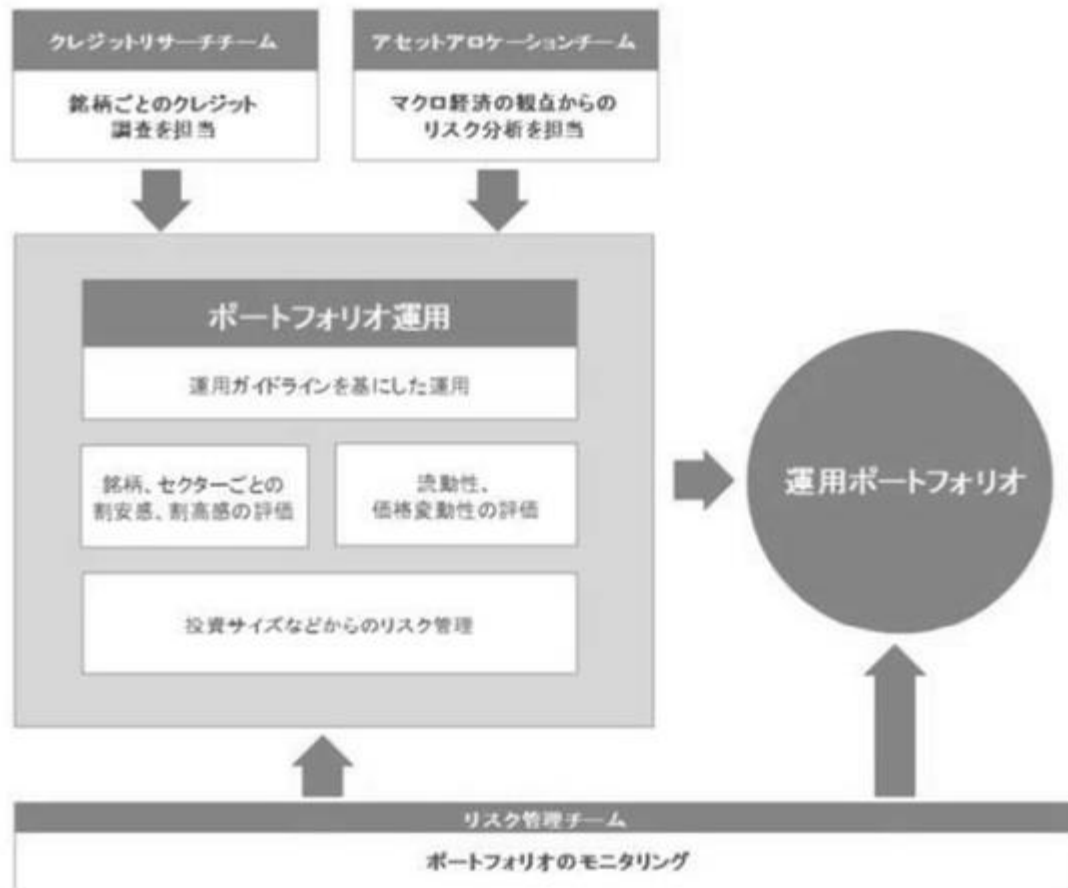 クレジットリサーチチーム
銘柄ごとのクレジット
調査を担当
アセットアロケーションチーム
マクロ経済の観点からの
リスク分析を担当
ポートフォリオ運用
運用ガイドラインを基にした運用
銘柄、セクターごとの
割安感、割高感の評価
流動性、
価格変動性の評価
投資サイズなどからのリスク管理
運用ポートフォリオ
リスク管理チーム
ポートフォリオのモニタリング